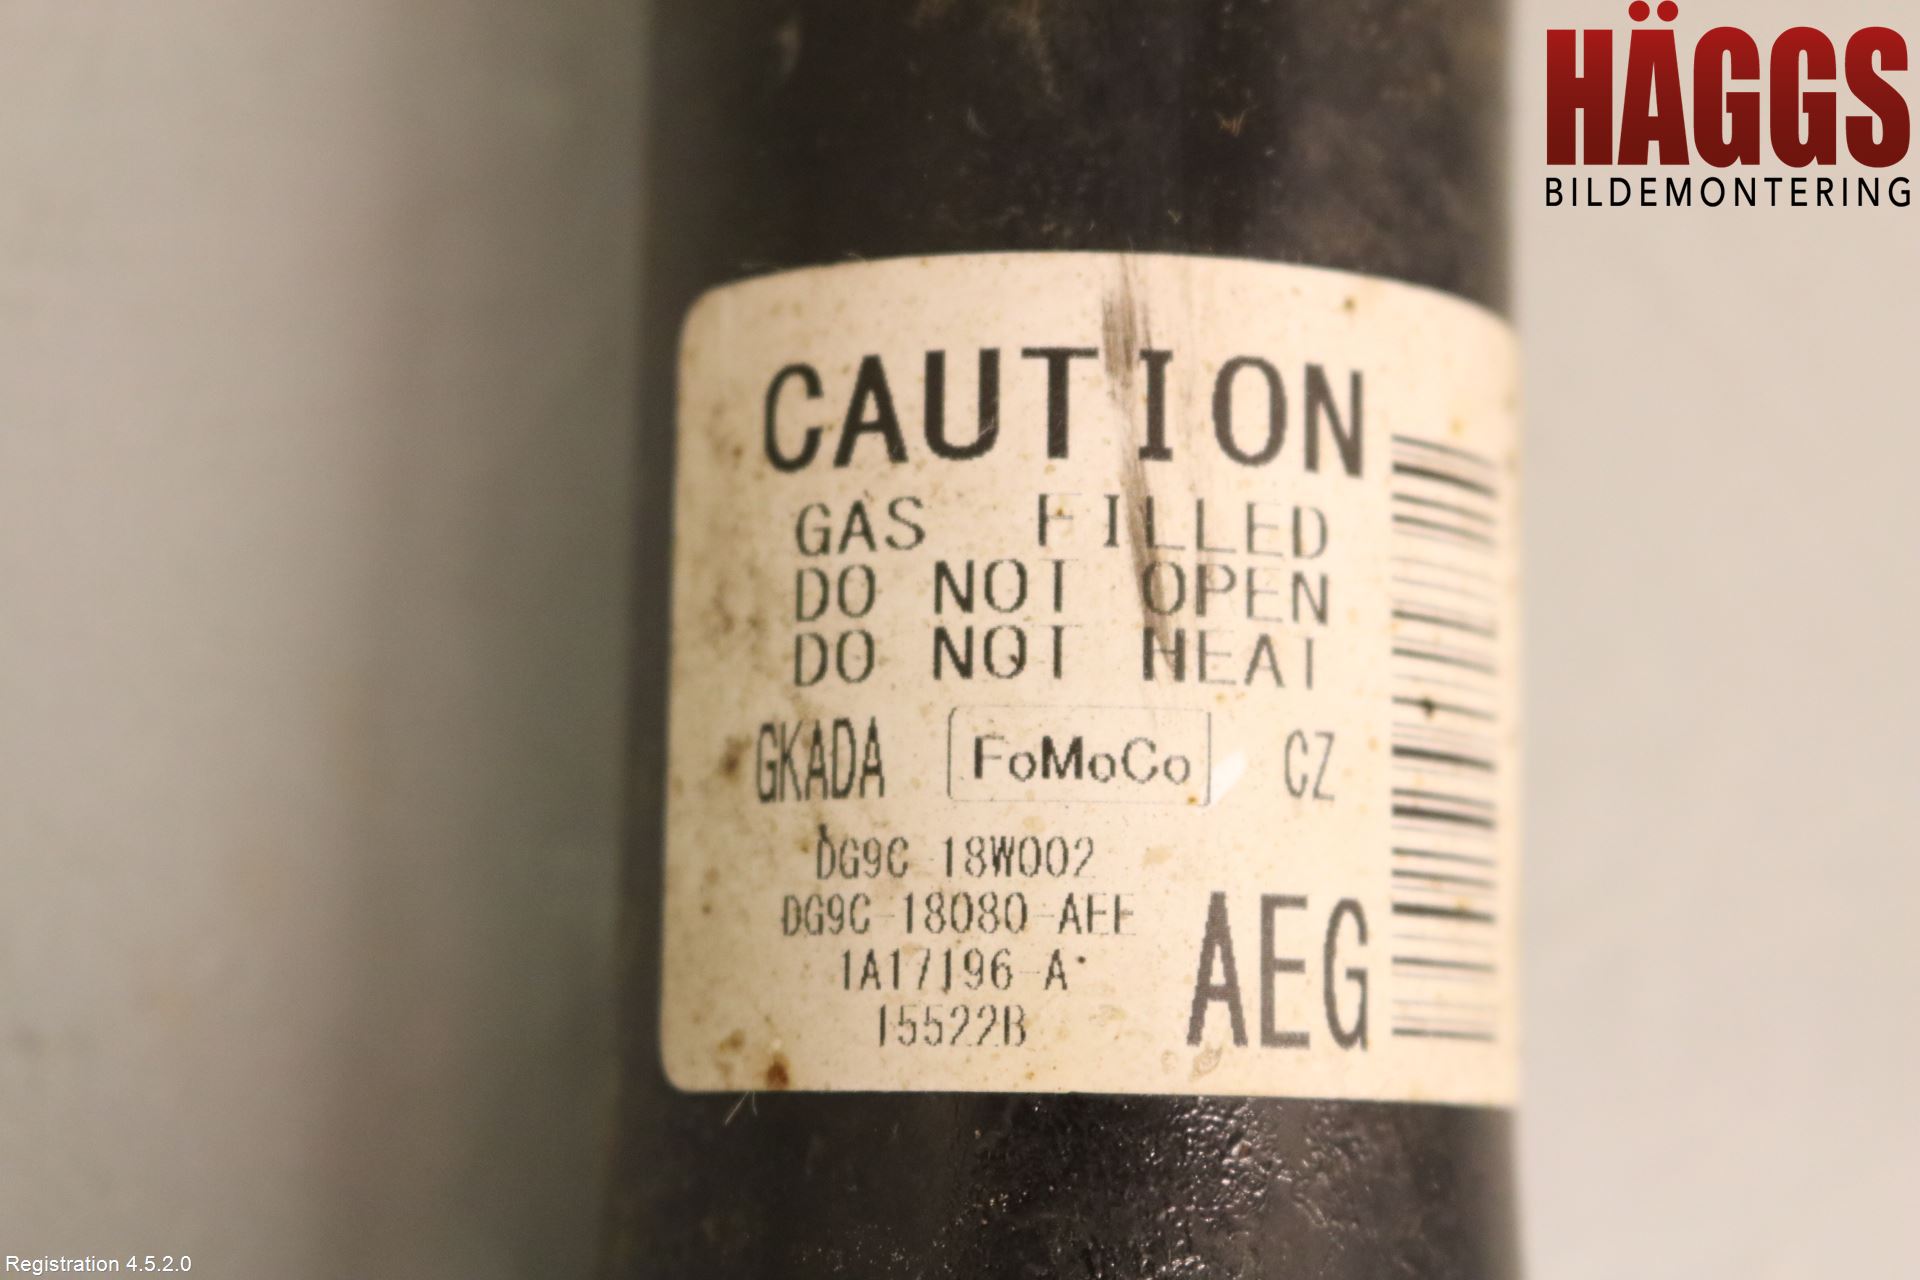 HÄGGS
BILDEMONTERING
CAUTION
GAS FILLED
DO NOT OPEN
DO NOT HEAT
GKADA FoMoCo CZ
DG9C 18W002
DG9C-18080-AEE
1A17196-A
15522B
AEG
Registration 4.5.2.0